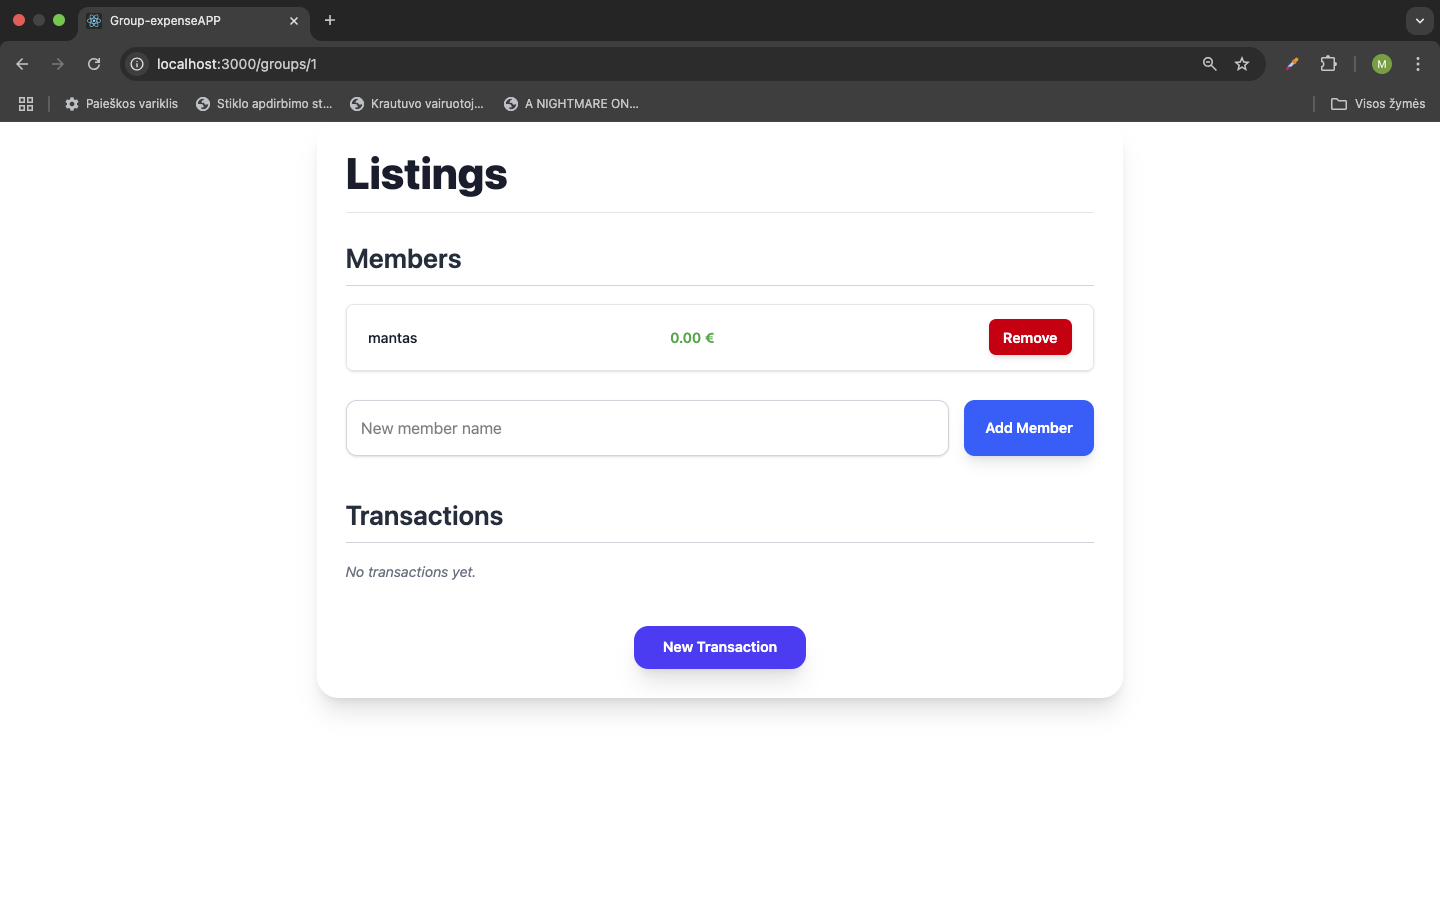 Group-expenseAPP
localhost:3000/groups/1
M
Paieškos variklis
Stiklo apdirbimo st...
Krautuvo vairuotoj...
A NIGHTMARE ON...
Visos žymės
Listings
Members
mantas 0.00 € Remove
New member name Add Member
Transactions
No transactions yet.
New Transaction